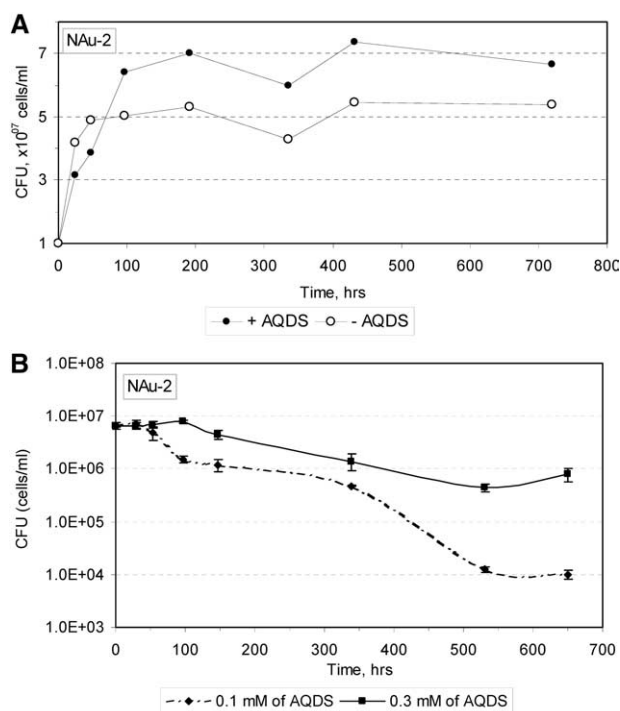 A
NAu-2
CFU, x10⁰⁷ cells/ml
7
5
3
1
0 100 200 300 400 500 600 700 800
Time, hrs
+ AQDS - AQDS
B
NAu-2
CFU (cells/ml)
1.0E+08
1.0E+07
1.0E+06
1.0E+05
1.0E+04
1.0E+03
0 100 200 300 400 500 600 700
Time, hrs
0.1 mM of AQDS 0.3 mM of AQDS